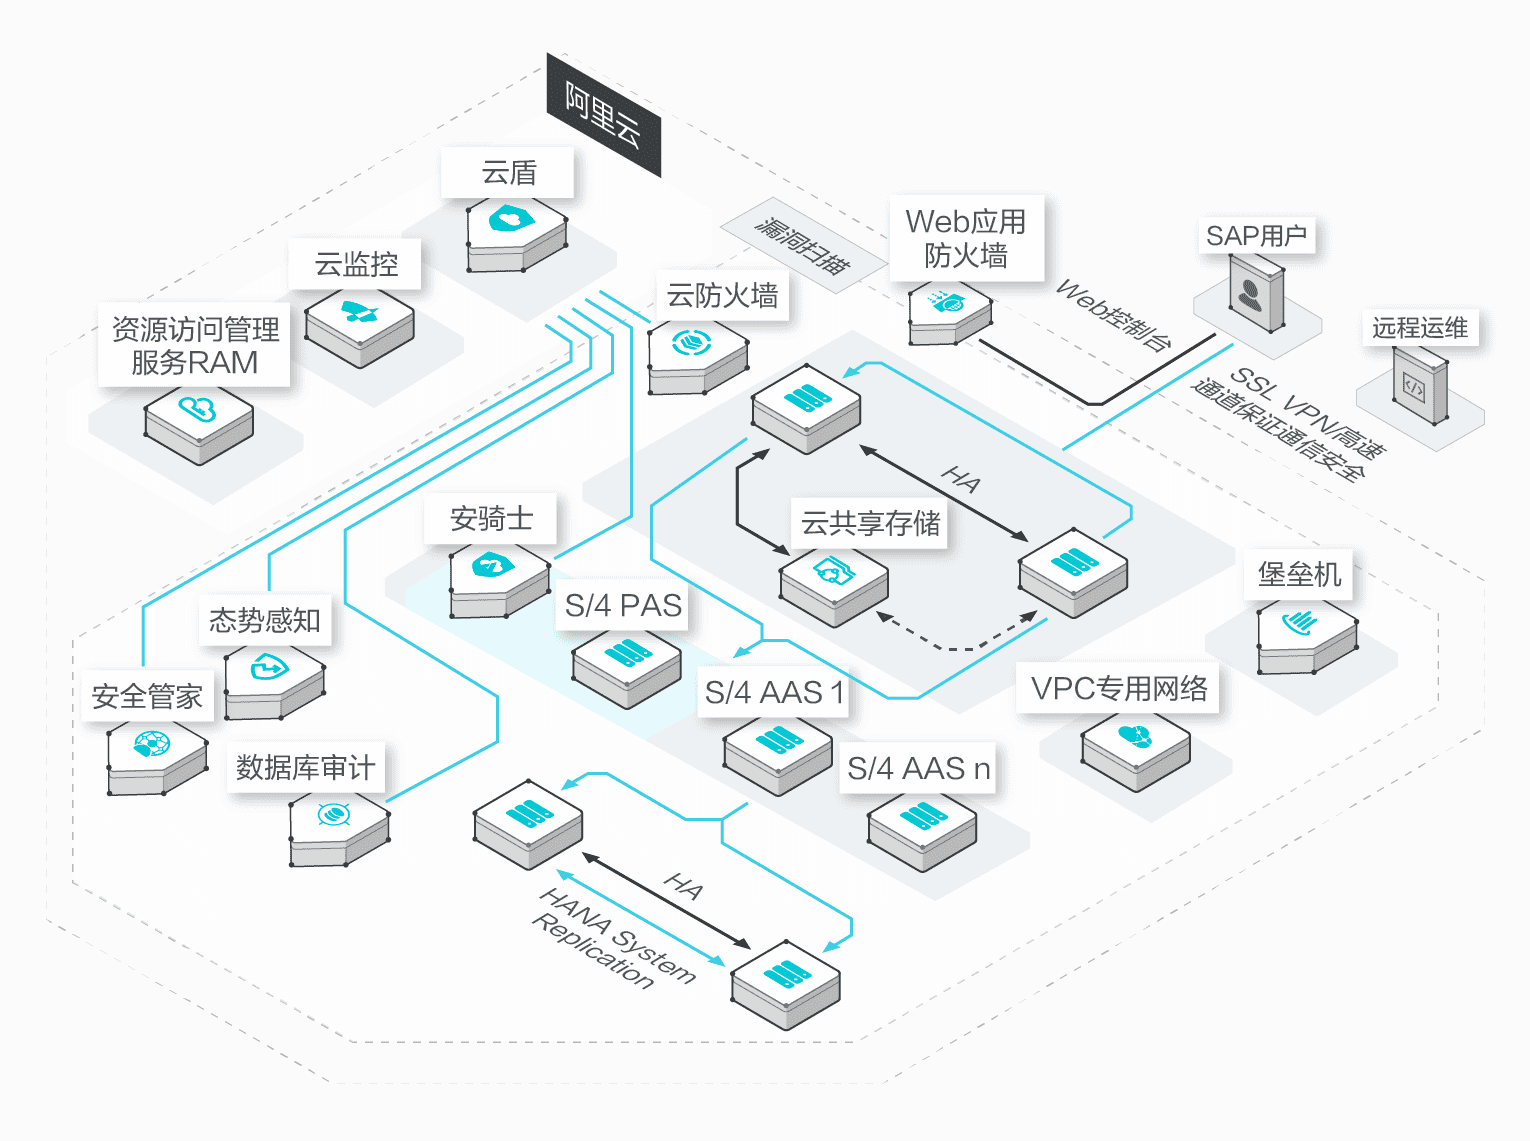 阿里云
云盾
云监控
资源访问管理
服务RAM
漏洞扫描
云防火墙
Web应用
防火墙
Web控制台
SAP用户
远程运维
SSL VPN/高速
通道保证通信安全
HA
云共享存储
安骑士
S/4 PAS
S/4 AAS 1
S/4 AAS n
堡垒机
VPC专用网络
态势感知
安全管家
数据库审计
HA
HANA System
Replication